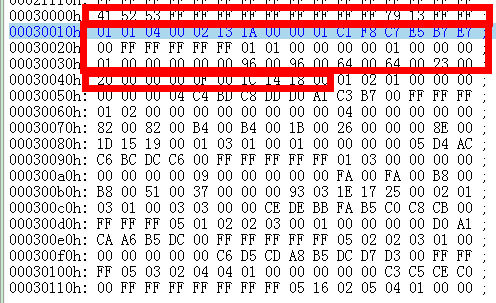 00030000h: 41 52 53 FF FF FF FF FF FF FF FF FF 79 13 FF FF ;
00030010h: 01 01 04 00 02 13 1A 00 00 01 C1 F8 C7 E5 B7 E7 ;
00030020h: 00 FF FF FF FF FF 01 01 00 00 00 00 01 00 00 00 ;
00030030h: 01 00 00 00 00 00 96 00 96 00 64 00 64 00 23 00 ;
00030040h: 20 00 00 00 0F 00 1C 14 18 00 01 02 01 00 00 00 ;
00030050h: 00 00 00 04 C4 BD C8 DD D0 A1 C3 B7 00 FF FF FF ;
00030060h: 01 02 00 00 00 00 00 00 04 00 00 00 00 00 00 00 ;
00030070h: 82 00 82 00 B4 00 B4 00 1B 00 26 00 00 00 8E 00 ;
00030080h: 1D 15 19 00 01 03 01 00 01 00 00 00 00 05 D4 AC ;
00030090h: C6 BC DC C6 00 FF FF FF FF FF 01 03 00 00 00 00 ;
000300a0h: 00 00 00 00 09 00 00 00 00 00 FA 00 FA 00 B8 00 ;
000300b0h: B8 00 51 00 37 00 00 00 93 03 1E 17 25 00 02 01 ;
000300c0h: 03 01 00 03 03 00 00 CE DE BB FA B5 C0 C8 CB 00 ;
000300d0h: FF FF FF 05 01 02 02 03 00 01 00 00 00 00 D0 A1 ;
000300e0h: CA A6 B5 DC 00 FF FF FF FF FF 05 02 02 03 01 00 ;
000300f0h: 00 00 00 C6 D5 CD A8 B5 DC D7 D3 00 FF FF ;
00030100h: FF 05 03 02 04 04 01 00 00 00 00 C3 C5 CE C0 ;
00030110h: 00 FF FF FF FF FF FF FF 05 16 02 05 04 01 00 00 ;